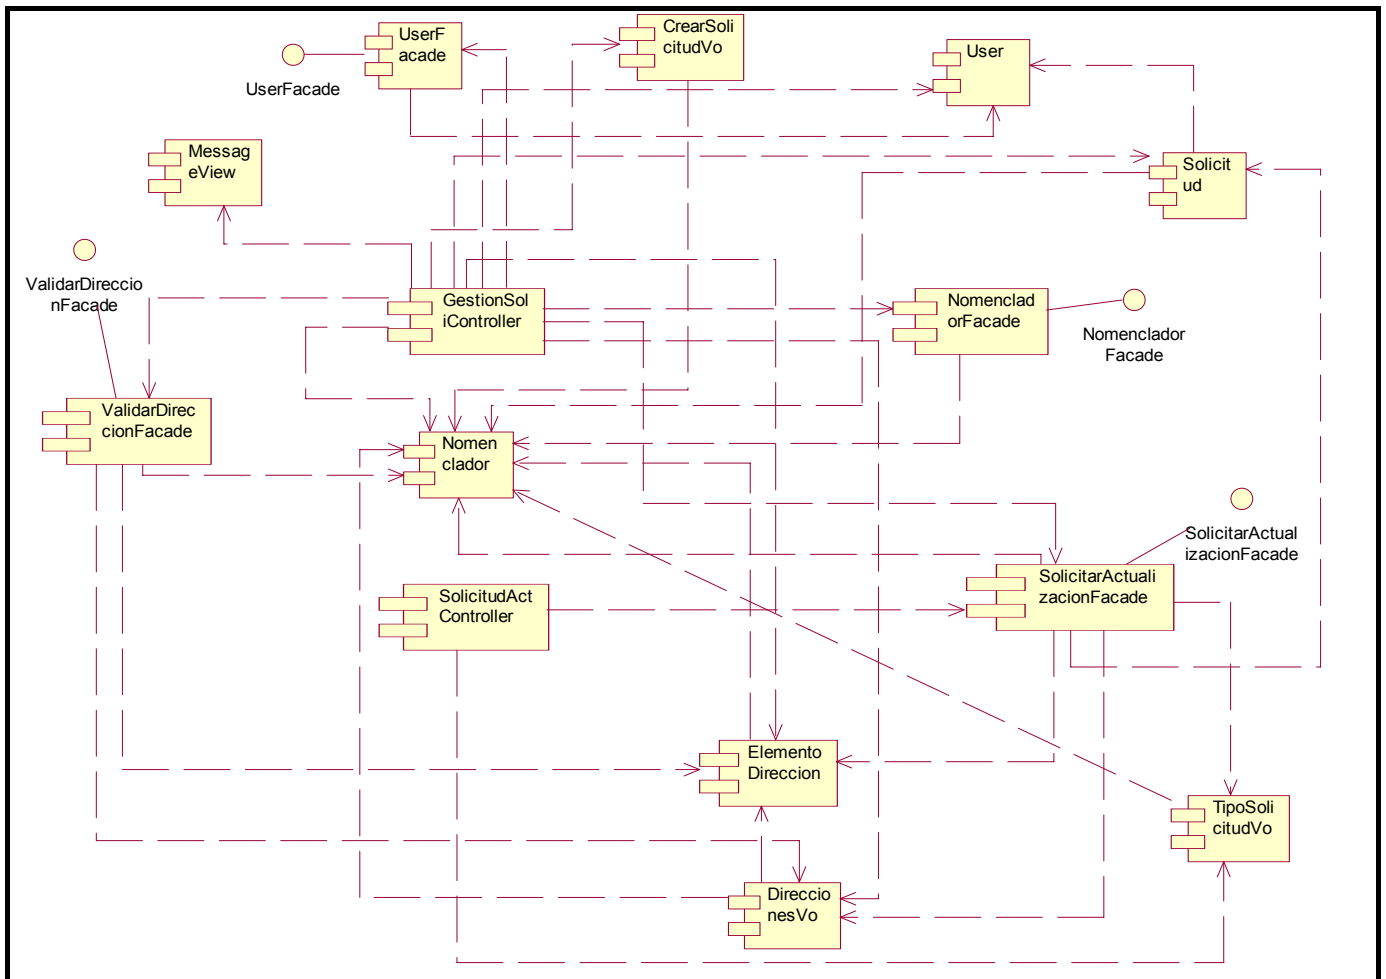 CrearSoli
citudVo
UserF
acade
User
UserFacade
Messag
eView
Solicit
ud
ValidarDireccio
nFacade
GestionSol
iController
Nomenclad
orFacade
Nomenclador
Facade
ValidarDirec
cionFacade
Nomen
clador
SolicitarActual
izacionFacade
SolicitudAct
Controller
SolicitarActuali
zacionFacade
Elemento
Direccion
TipoSoli
citudVo
Direccio
nesVo